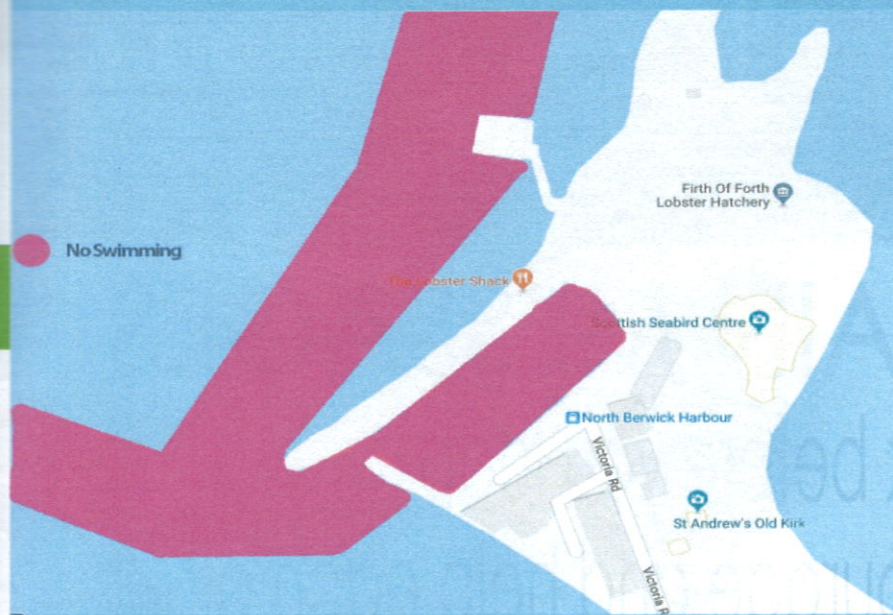 Firth Of Forth
Lobster Hatchery
No Swimming
The Lobster Shack
Scottish Seabird Centre
North Berwick Harbour
Victoria Rd
St Andrew's Old Kirk
Victoria R